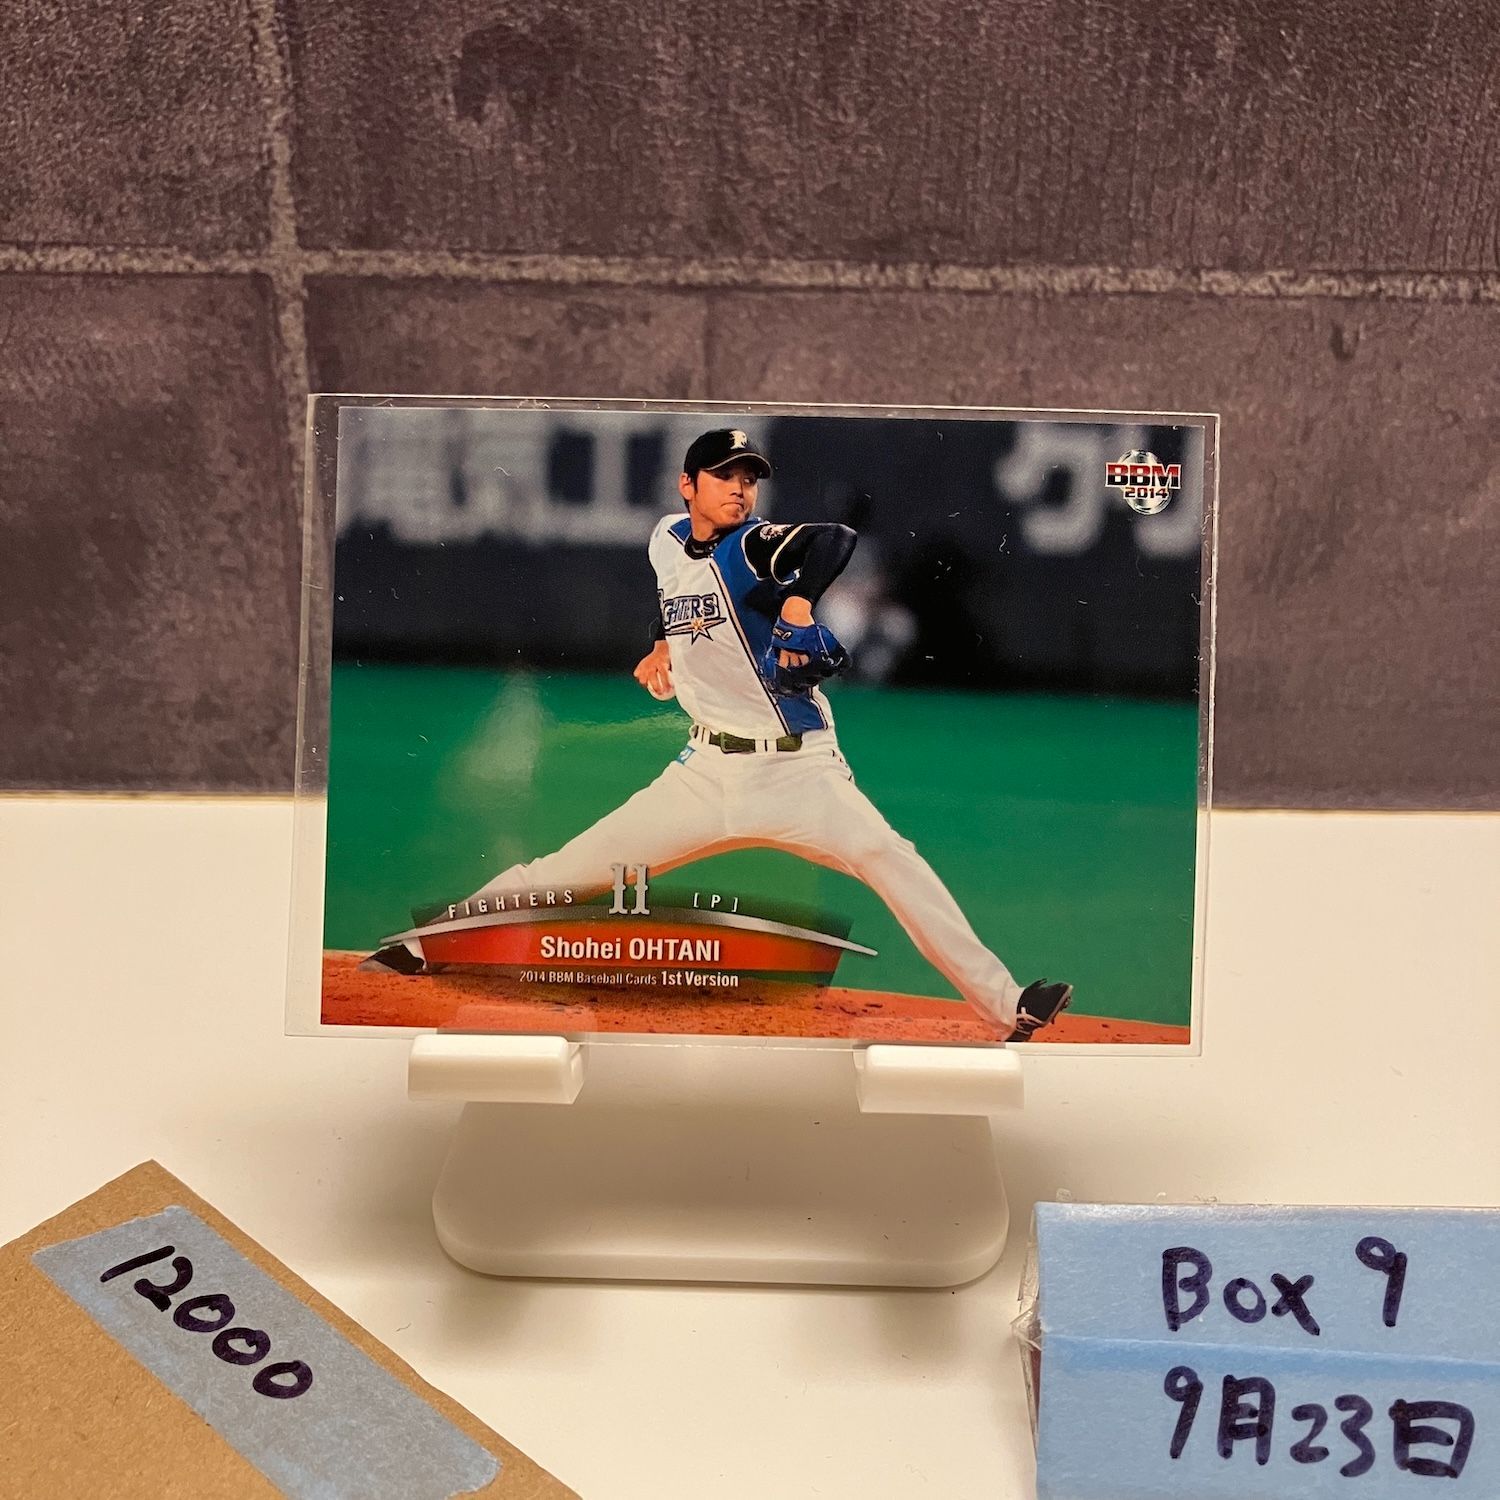 BBM
2014
FIGHTERS
FIGHTERS 11 [P]
Shohei OHTANI
2014 BBM Baseball Cards 1st Version
12000
Box 9
9月23日